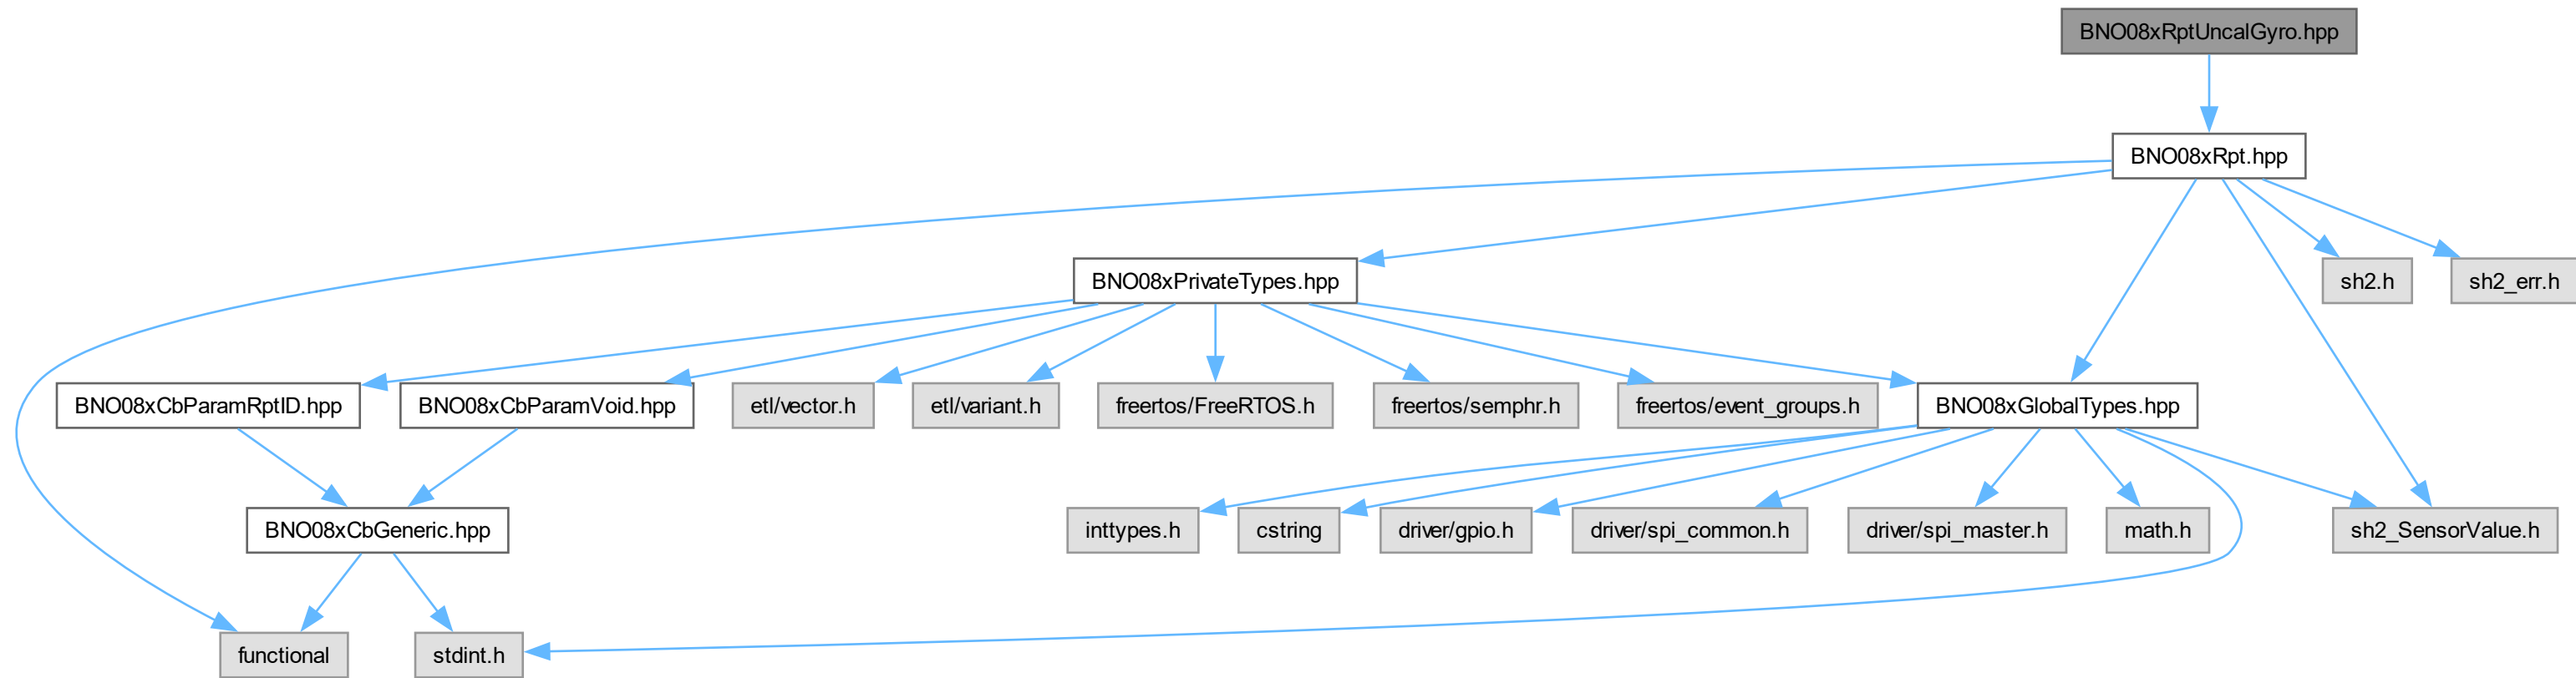 BNO08xRptUncalGyro.hpp
BNO08xRpt.hpp
BNO08xPrivateTypes.hpp
sh2.h
sh2_err.h
BNO08xCbParamRptID.hpp
BNO08xCbParamVoid.hpp
etl/vector.h
etl/variant.h
freertos/FreeRTOS.h
freertos/semphr.h
freertos/event_groups.h
BNO08xGlobalTypes.hpp
BNO08xCbGeneric.hpp
inttypes.h
cstring
driver/gpio.h
driver/spi_common.h
driver/spi_master.h
math.h
sh2_SensorValue.h
functional
stdint.h